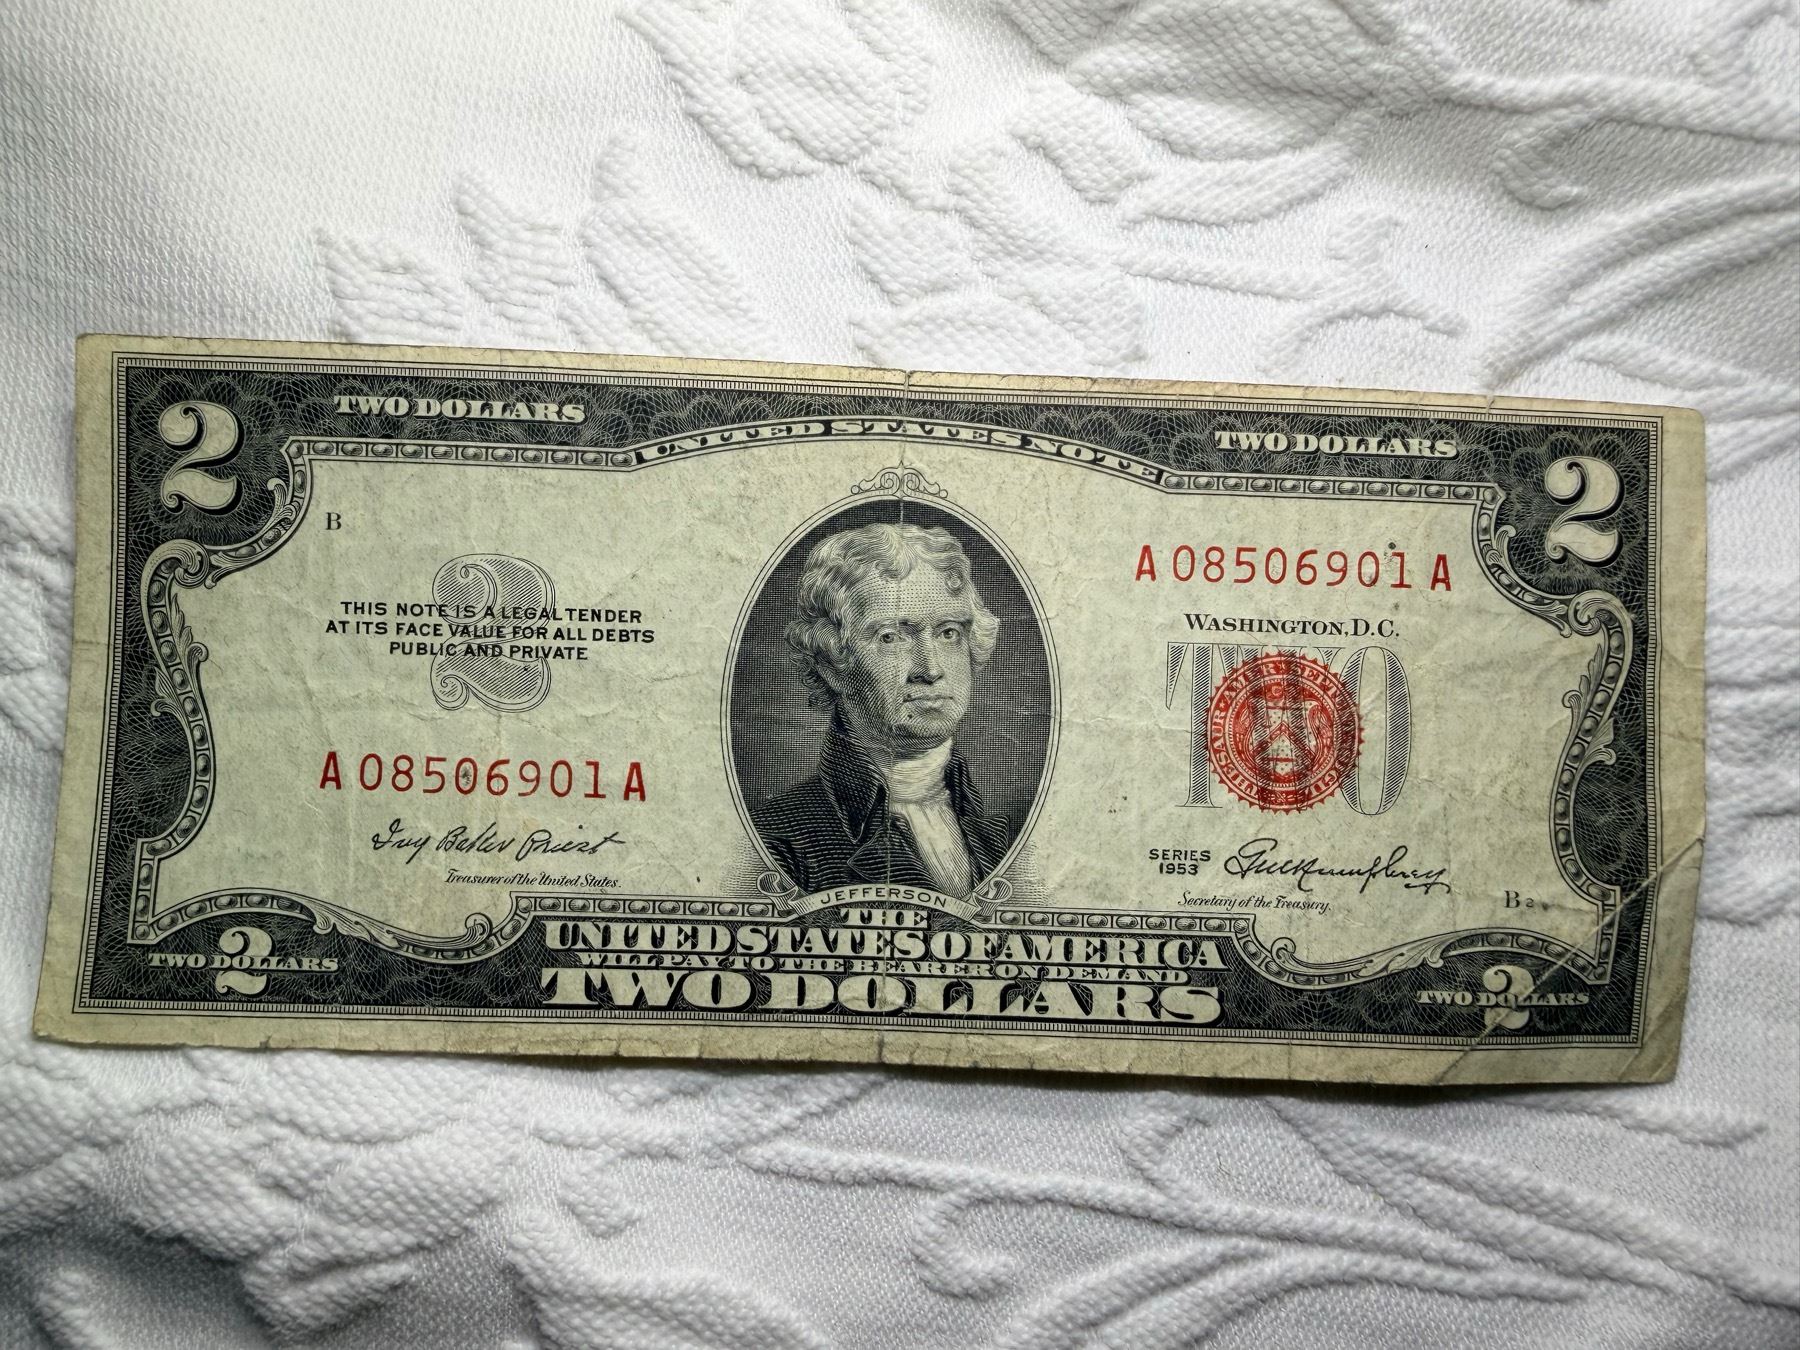 2 TWO DOLLARS UNITED STATES NOTE TWO DOLLARS 2
B
2
THIS NOTE IS A LEGAL TENDER
AT ITS FACE VALUE FOR ALL DEBTS
PUBLIC AND PRIVATE
A 08506901 A
WASHINGTON, D.C.
TWO
A 08506901 A
Ivy Baker Priest
Treasurer of the United States.
SERIES
1953
G M Humphrey
Secretary of the Treasury.
B 2
JEFFERSON
THE
UNITED STATES OF AMERICA
WILL PAY TO THE BEARER ON DEMAND
TWO DOLLARS
TWO DOLLARS
2
TWO DOLLARS
2